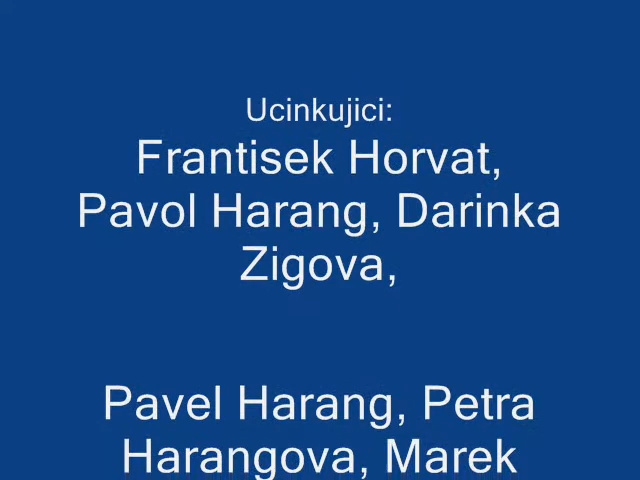 Ucinkujici:
Frantisek Horvat,
Pavol Harang, Darinka
Zigova,
Pavel Harang, Petra
Harangova, Marek